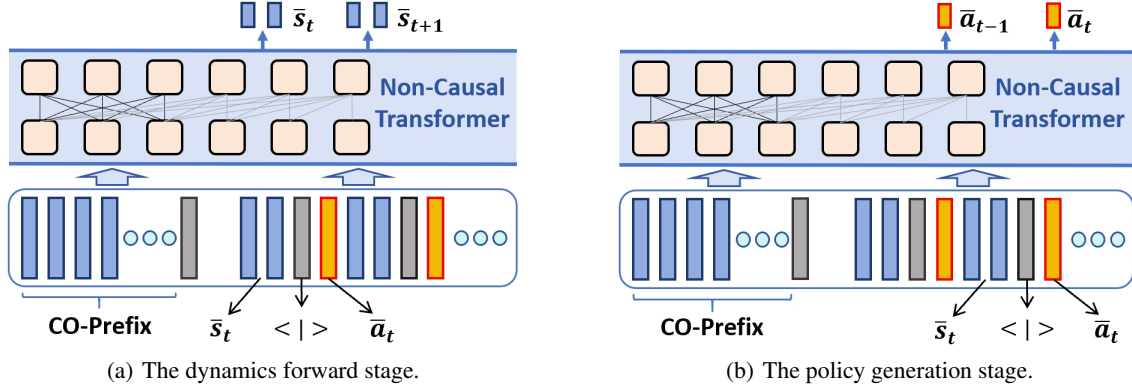 s̄ₜ s̄ₜ₊₁
Non-Causal
Transformer
CO-Prefix
s̄ₜ < | > āₜ
(a) The dynamics forward stage.
āₜ₋₁ āₜ
Non-Causal
Transformer
CO-Prefix
s̄ₜ < | > āₜ
(b) The policy generation stage.